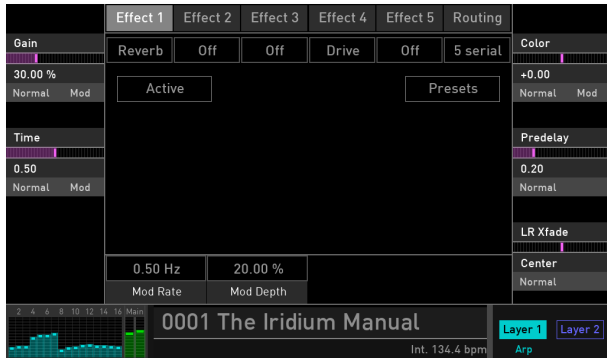 Effect 1 Effect 2 Effect 3 Effect 4 Effect 5 Routing
Gain Reverb Off Off Drive Off 5 serial Color
30.00 % +0.00
Normal Mod Active Presets Normal Mod
Time Predelay
0.50 0.20
Normal Mod Normal
LR Xfade
0.50 Hz 20.00 % Center
Mod Rate Mod Depth Normal
2 4 6 8 10 12 14 16 Main
0001 The Iridium Manual
Layer 1 Layer 2
Int. 134.4 bpm Arp